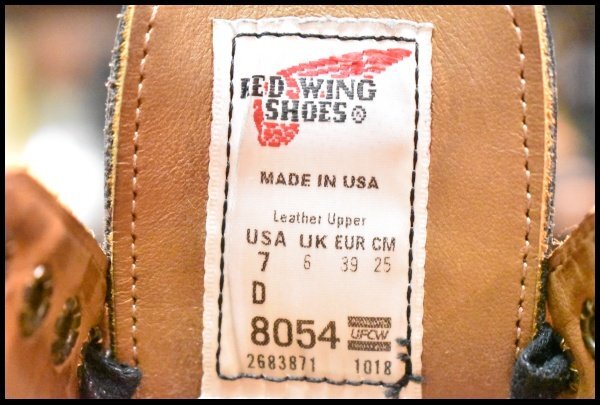 RED WING
SHOES®
MADE IN USA
Leather Upper
USA UK EUR CM
7 6 39 25
D
8054 UFCW
2683871 1018